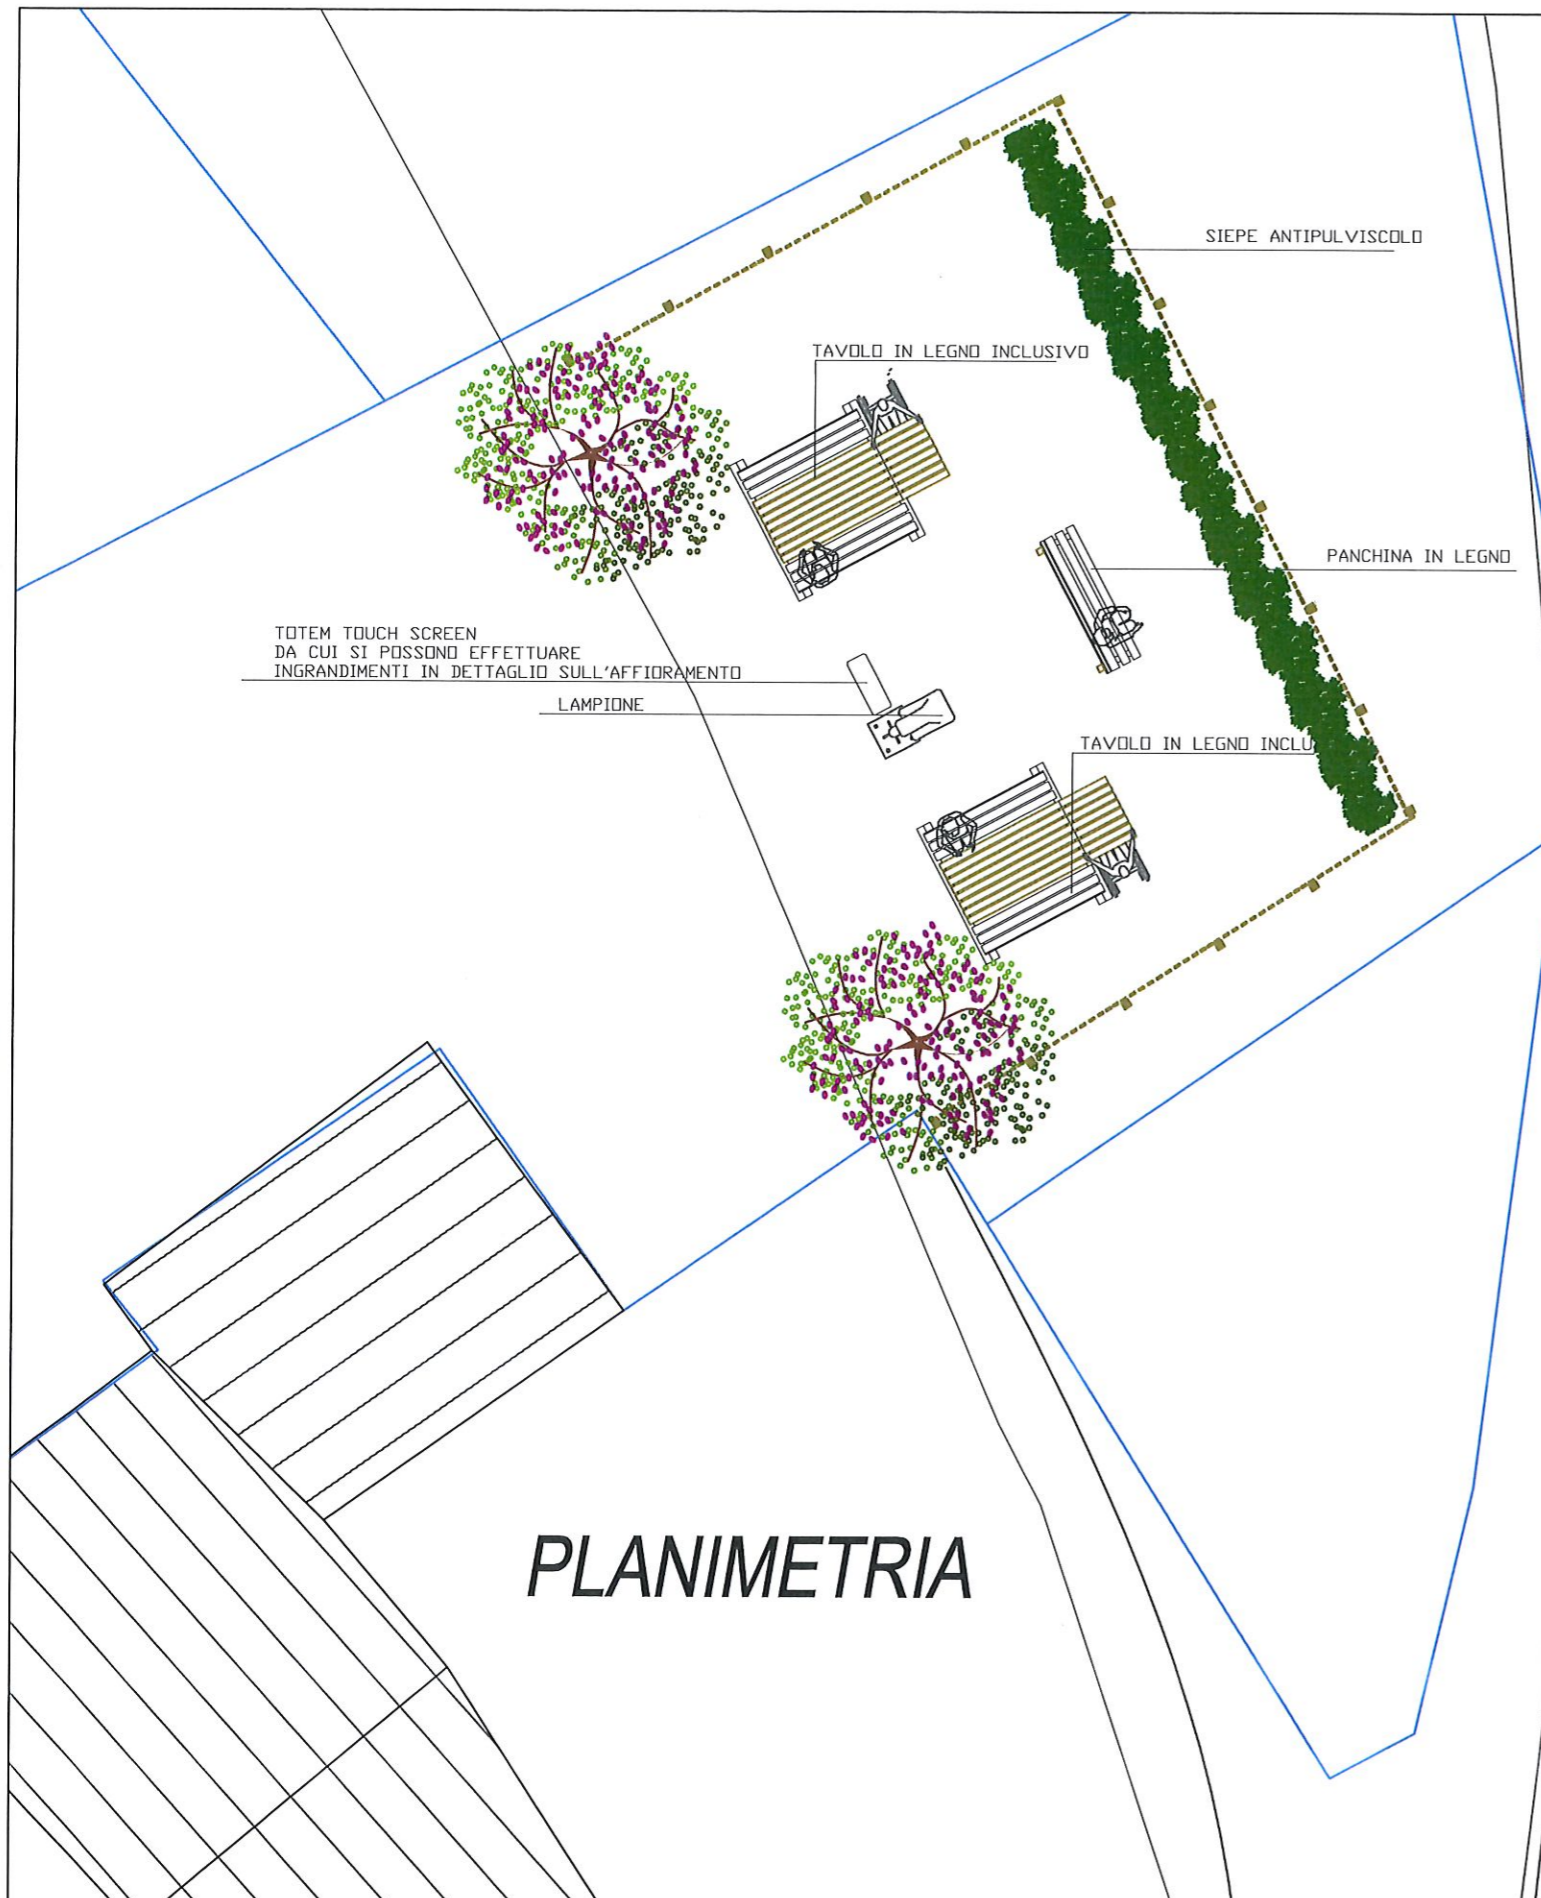 SIEPE ANTIPULVISCOLO
TAVOLO IN LEGNO INCLUSIVO
PANCHINA IN LEGNO
TOTEM TOUCH SCREEN
DA CUI SI POSSONO EFFETTUARE
INGRANDIMENTI IN DETTAGLIO SULL'AFFIORAMENTO
LAMPIONE
TAVOLO IN LEGNO INCLU
PLANIMETRIA